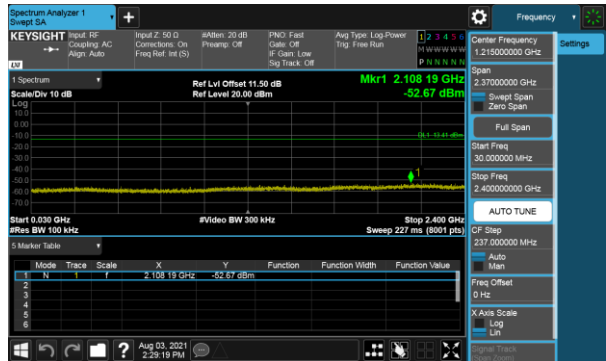 Spectrum Analyzer 1
Swept SA
Frequency
KEYSIGHT
Input: RF
Coupling: AC
Align: Auto
Input Z: 50 Ω
Corrections: On
Freq Ref: Int (S)
#Atten: 20 dB
Preamp: Off
PNO: Fast
Gate: Off
IF Gain: Low
Sig Track: Off
Avg Type: Log-Power
Trig: Free Run
1 2 3 4 5 6
M W W W W W
P N N N N N
LXI
1 Spectrum
Scale/Div 10 dB
Ref Lvl Offset 11.50 dB
Ref Level 20.00 dBm
Mkr1 2.108 19 GHz
-52.67 dBm
Log
10.0
0.00
-10.0
DL1 -13.41 dBm
-20.0
-30.0
-40.0
1
-50.0
-60.0
-70.0
Start 0.030 GHz
#Res BW 100 kHz
#Video BW 300 kHz
Stop 2.400 GHz
Sweep 227 ms (8001 pts)
5 Marker Table
Mode Trace Scale X Y Function Function Width Function Value
1 N 1 f 2.108 19 GHz -52.67 dBm
2
3
4
5
6
Aug 03, 2021
2:29:19 PM
Center Frequency
1.215000000 GHz
Settings
Span
2.37000000 GHz
Swept Span
Zero Span
Full Span
Start Freq
30.000000 MHz
Stop Freq
2.400000000 GHz
AUTO TUNE
CF Step
237.000000 MHz
Auto
Man
Freq Offset
0 Hz
X Axis Scale
Log
Lin
Signal Track
(Span Zoom)